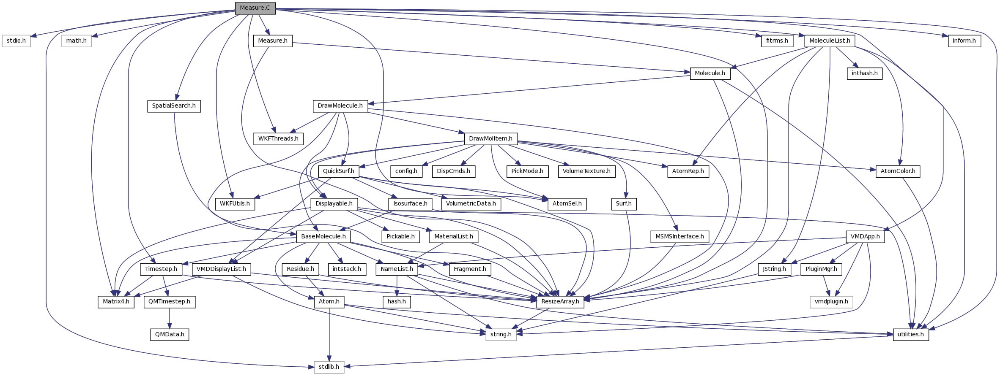 Measure.C
stdio.h
math.h
Measure.h
fitrms.h
MoleculeList.h
Inform.h
Molecule.h
inthash.h
SpatialSearch.h
DrawMolecule.h
WKFThreads.h
DrawMolItem.h
QuickSurf.h
config.h
DispCmds.h
PickMode.h
VolumeTexture.h
AtomRep.h
AtomColor.h
WKFUtils.h
Displayable.h
Isosurface.h
VolumetricData.h
AtomSel.h
Surf.h
BaseMolecule.h
Pickable.h
MaterialList.h
MSMSInterface.h
VMDApp.h
Timestep.h
VMDDisplayList.h
Residue.h
intstack.h
NameList.h
Fragment.h
JString.h
PluginMgr.h
Matrix4.h
QMTimestep.h
Atom.h
hash.h
ResizeArray.h
vmdplugin.h
QMData.h
string.h
utilities.h
stdlib.h